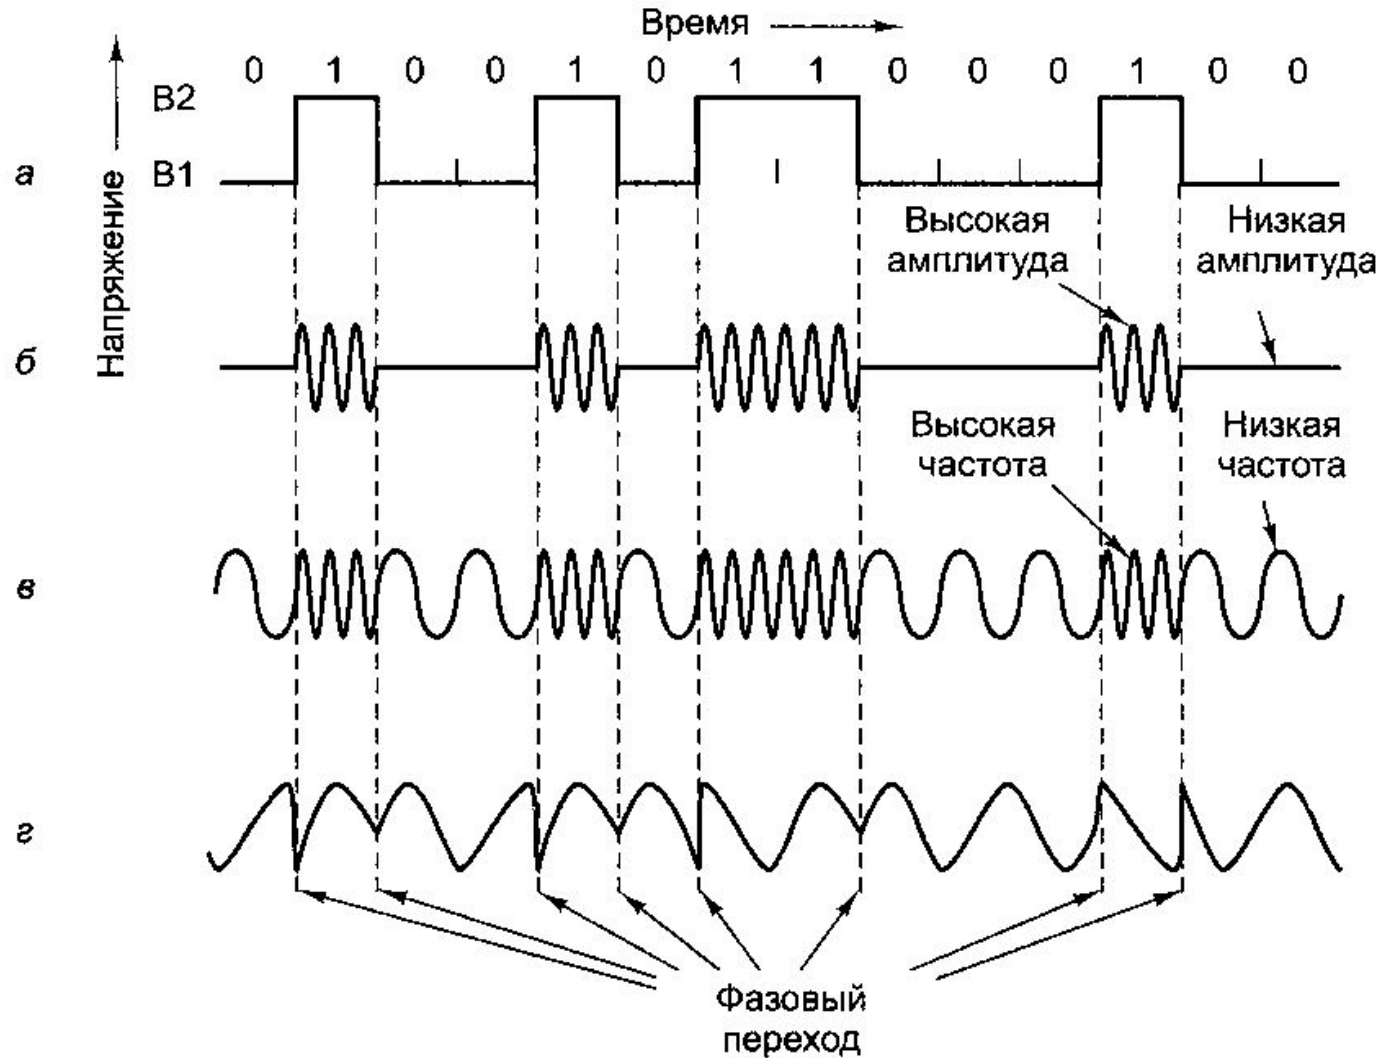 Время
0 1 0 0 1 0 1 1 0 0 0 1 0 0
Напряжение
В2
а В1
Высокая
амплитуда
Низкая
амплитуда
б
Высокая
частота
Низкая
частота
в
г
Фазовый
переход